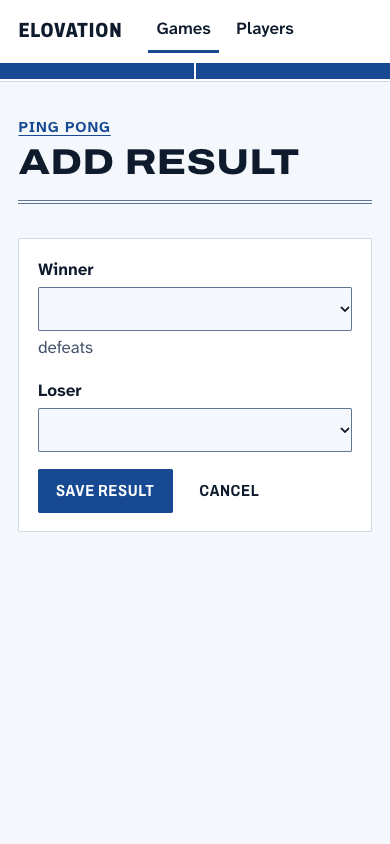 ELOVATION Games Players
PING PONG
ADD RESULT
Winner
defeats
Loser
SAVE RESULT CANCEL